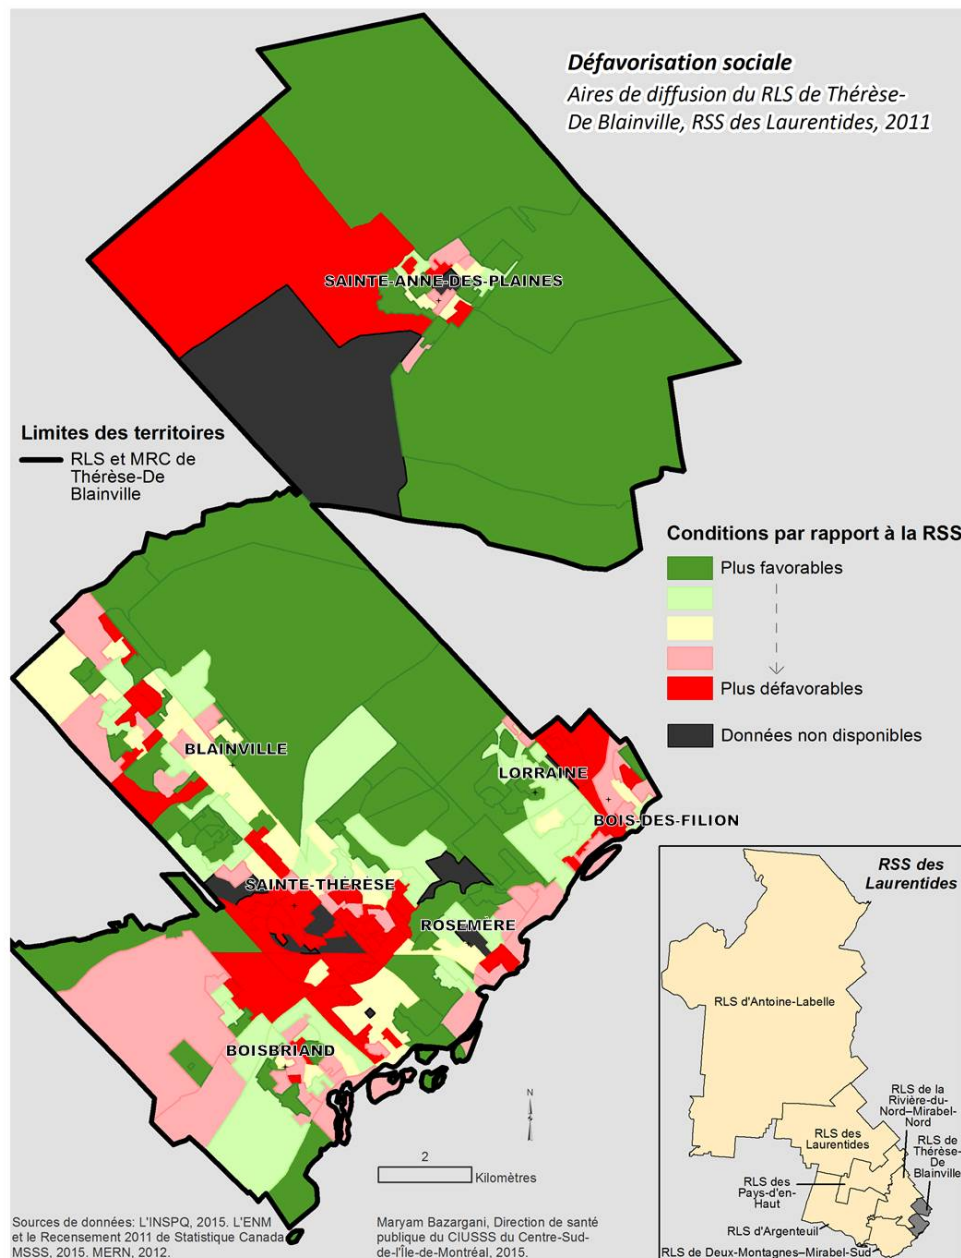 Défavorisation sociale
Aires de diffusion du RLS de Thérèse-
De Blainville, RSS des Laurentides, 2011
SAINTE-ANNE-DES-PLAINES
Limites des territoires
RLS et MRC de
Thérèse-De
Blainville
Conditions par rapport à la RSS
Plus favorables
Plus défavorables
Données non disponibles
BLAINVILLE
LORRAINE
BOIS-DES-FILION
SAINTE-THÉRÈSE
ROSEMÈRE
BOISBRIAND
N
2
Kilomètres
RSS des
Laurentides
RLS d'Antoine-Labelle
RLS de la
Rivière-du-
Nord–Mirabel-
Nord
RLS des
Laurentides
RLS de
Thérèse-
De
Blainville
RLS des
Pays-d'en-
Haut
RLS d'Argenteuil
RLS de Deux-Montagnes–Mirabel-Sud
Sources de données: L'INSPQ, 2015. L'ENM
et le Recensement 2011 de Statistique Canada
MSSS, 2015. MERN, 2012.
Maryam Bazargani, Direction de santé
publique du CIUSSS du Centre-Sud-
de-l'Île-de-Montréal, 2015.